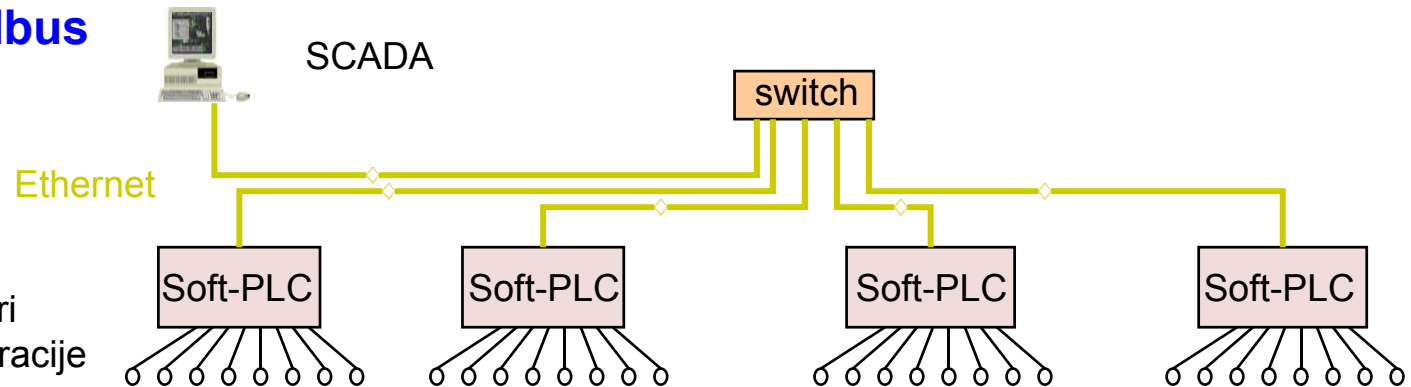 lbus
SCADA
switch
Ethernet
Soft-PLC Soft-PLC Soft-PLC Soft-PLC
ri
racije